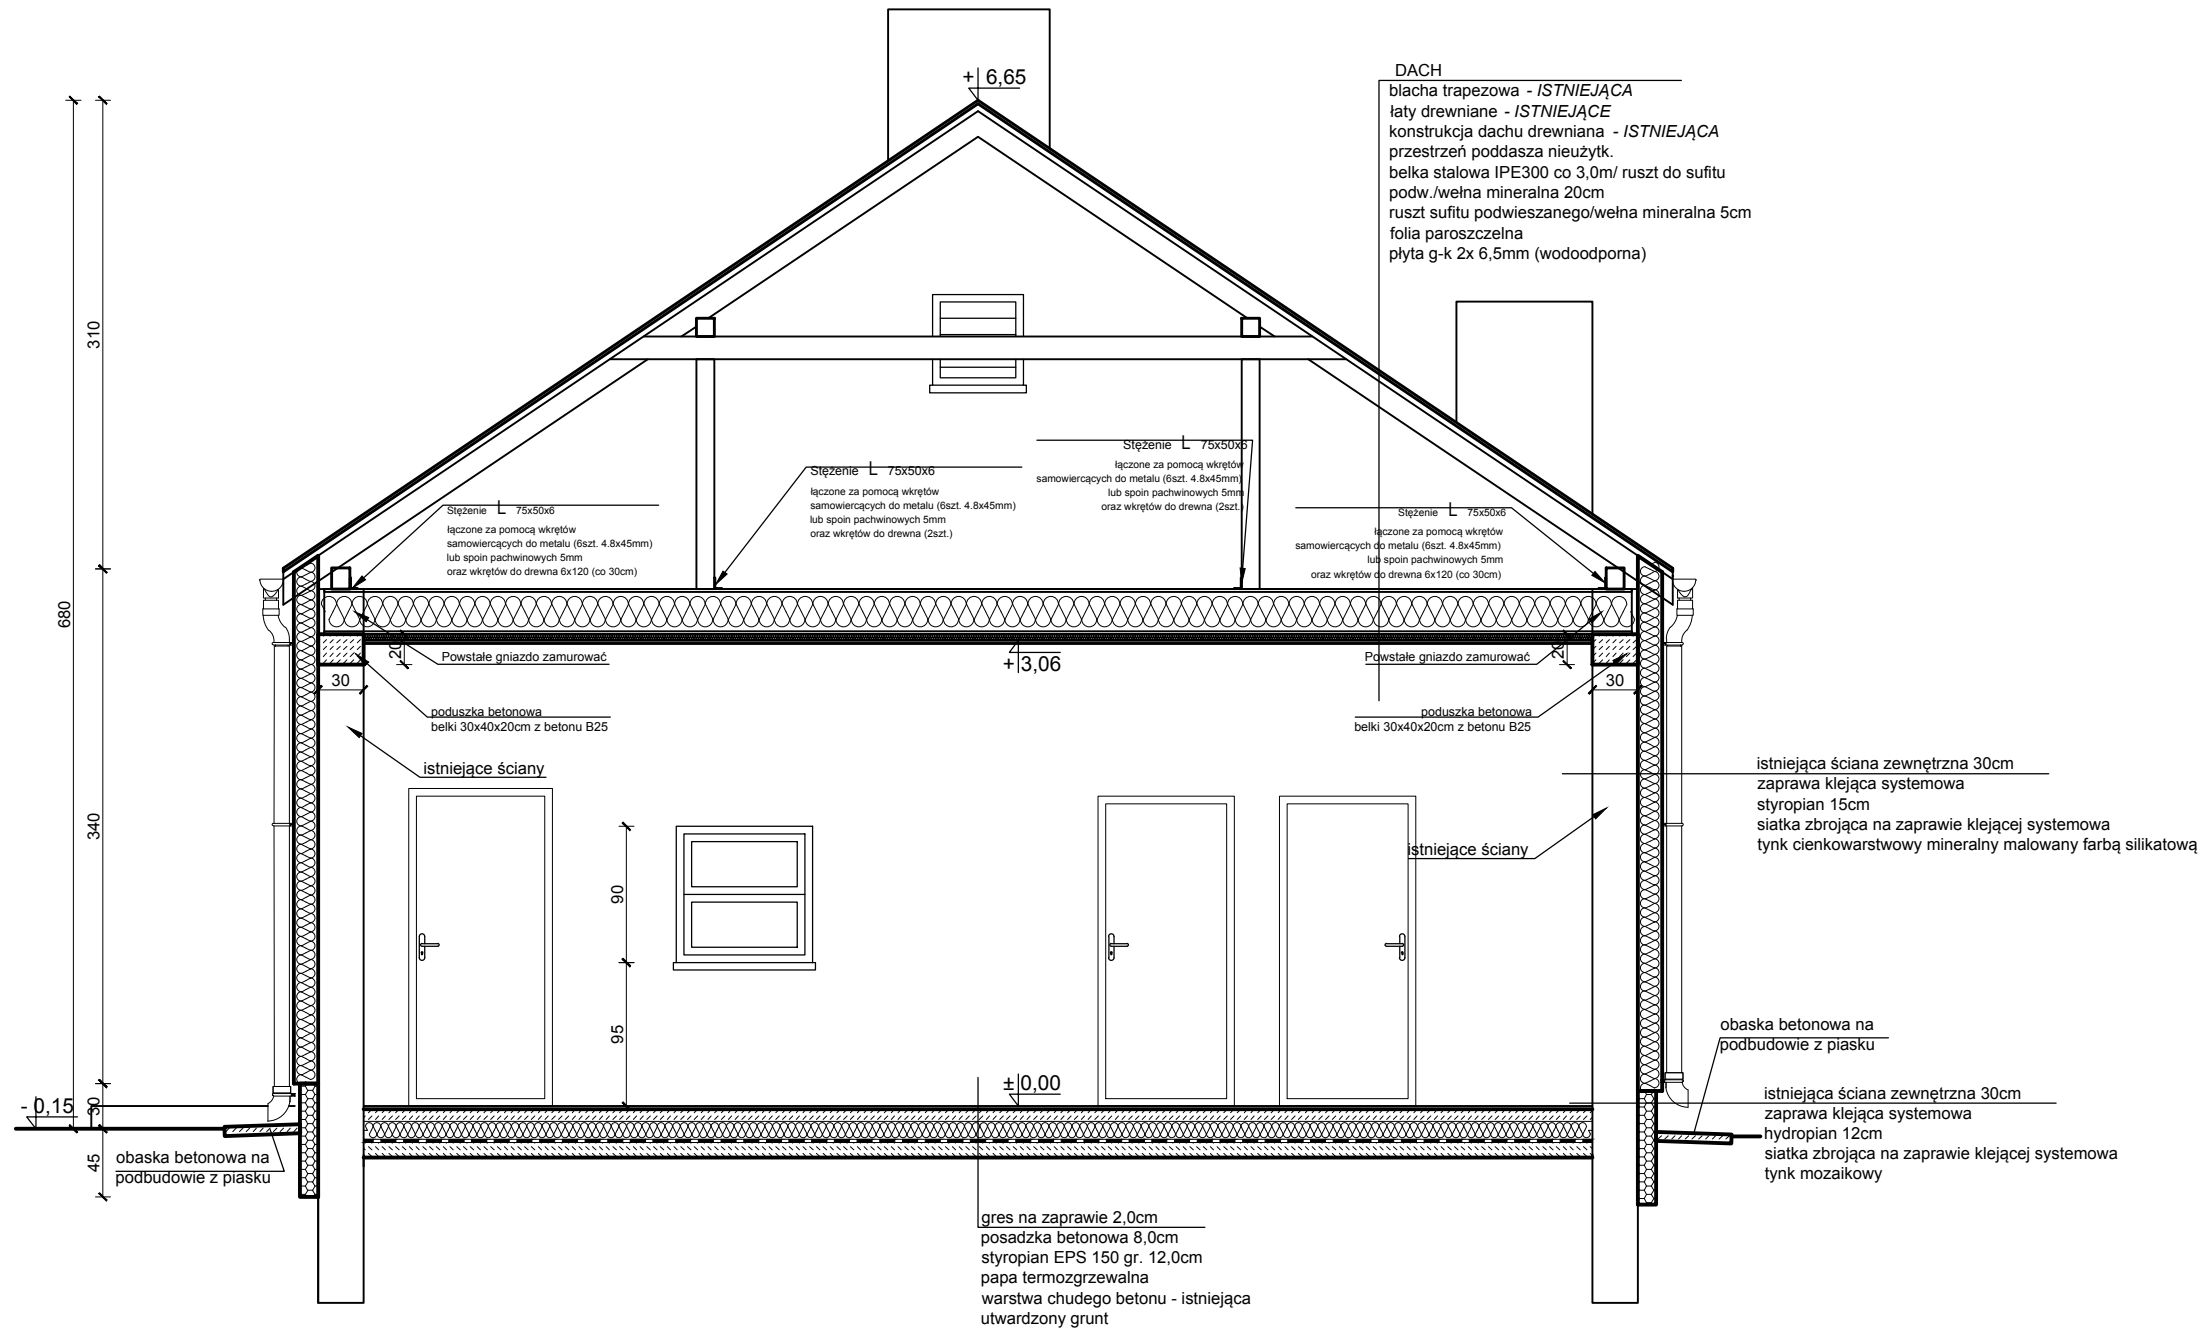 + 6,65
DACH
blacha trapezowa - ISTNIEJĄCA
łaty drewniane - ISTNIEJĄCE
konstrukcja dachu drewniana - ISTNIEJĄCA
przestrzeń poddasza nieużytk.
belka stalowa IPE300 co 3,0m/ ruszt do sufitu
podw./wełna mineralna 20cm
ruszt sufitu podwieszanego/wełna mineralna 5cm
folia paroszczelna
płyta g-k 2x 6,5mm (wodoodporna)
310
680
340
30
45
- 0,15
Stężenie L 75x50x6
łączone za pomocą wkrętów
samowiercących do metalu (6szt. 4.8x45mm)
lub spoin pachwinowych 5mm
oraz wkrętów do drewna 6x120 (co 30cm)
Stężenie L 75x50x6
łączone za pomocą wkrętów
samowiercących do metalu (6szt. 4.8x45mm)
lub spoin pachwinowych 5mm
oraz wkrętów do drewna (2szt.)
Stężenie L 75x50x6
łączone za pomocą wkrętów
samowiercących do metalu (6szt. 4.8x45mm)
lub spoin pachwinowych 5mm
oraz wkrętów do drewna (2szt.)
Stężenie L 75x50x6
łączone za pomocą wkrętów
samowiercących do metalu (6szt. 4.8x45mm)
lub spoin pachwinowych 5mm
oraz wkrętów do drewna 6x120 (co 30cm)
20
Powstałe gniazdo zamurować
+ 3,06
Powstałe gniazdo zamurować
20
30
30
poduszka betonowa
belki 30x40x20cm z betonu B25
poduszka betonowa
belki 30x40x20cm z betonu B25
istniejące ściany
istniejąca ściana zewnętrzna 30cm
zaprawa klejąca systemowa
styropian 15cm
siatka zbrojąca na zaprawie klejącej systemowa
tynk cienkowarstwowy mineralny malowany farbą silikatową
istniejące ściany
90
95
± 0,00
obaska betonowa na
podbudowie z piasku
istniejąca ściana zewnętrzna 30cm
zaprawa klejąca systemowa
hydropian 12cm
siatka zbrojąca na zaprawie klejącej systemowa
tynk mozaikowy
obaska betonowa na
podbudowie z piasku
gres na zaprawie 2,0cm
posadzka betonowa 8,0cm
styropian EPS 150 gr. 12,0cm
papa termozgrzewalna
warstwa chudego betonu - istniejąca
utwardzony grunt